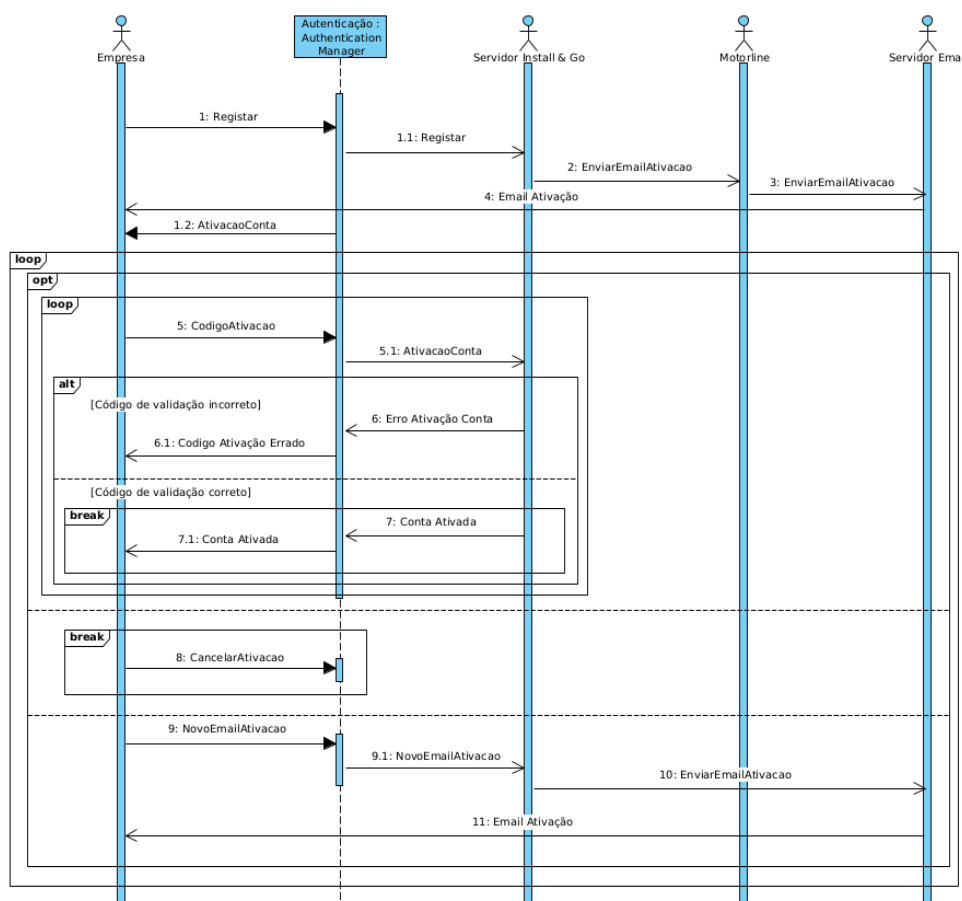 Autenticação :
Authentication
Manager
Empresa
Servidor Install & Go
Motorline
Servidor Ema
1: Registar
1.1: Registar
2: EnviarEmailAtivacao
3: EnviarEmailAtivacao
4: Email Ativação
1.2: AtivacaoConta
loop
opt
loop
5: CodigoAtivacao
5.1: AtivacaoConta
alt
[Código de validação incorreto]
6: Erro Ativação Conta
6.1: Codigo Ativação Errado
[Código de validação correto]
break
7: Conta Ativada
7.1: Conta Ativada
break
8: CancelarAtivacao
9: NovoEmailAtivacao
9.1: NovoEmailAtivacao
10: EnviarEmailAtivacao
11: Email Ativação